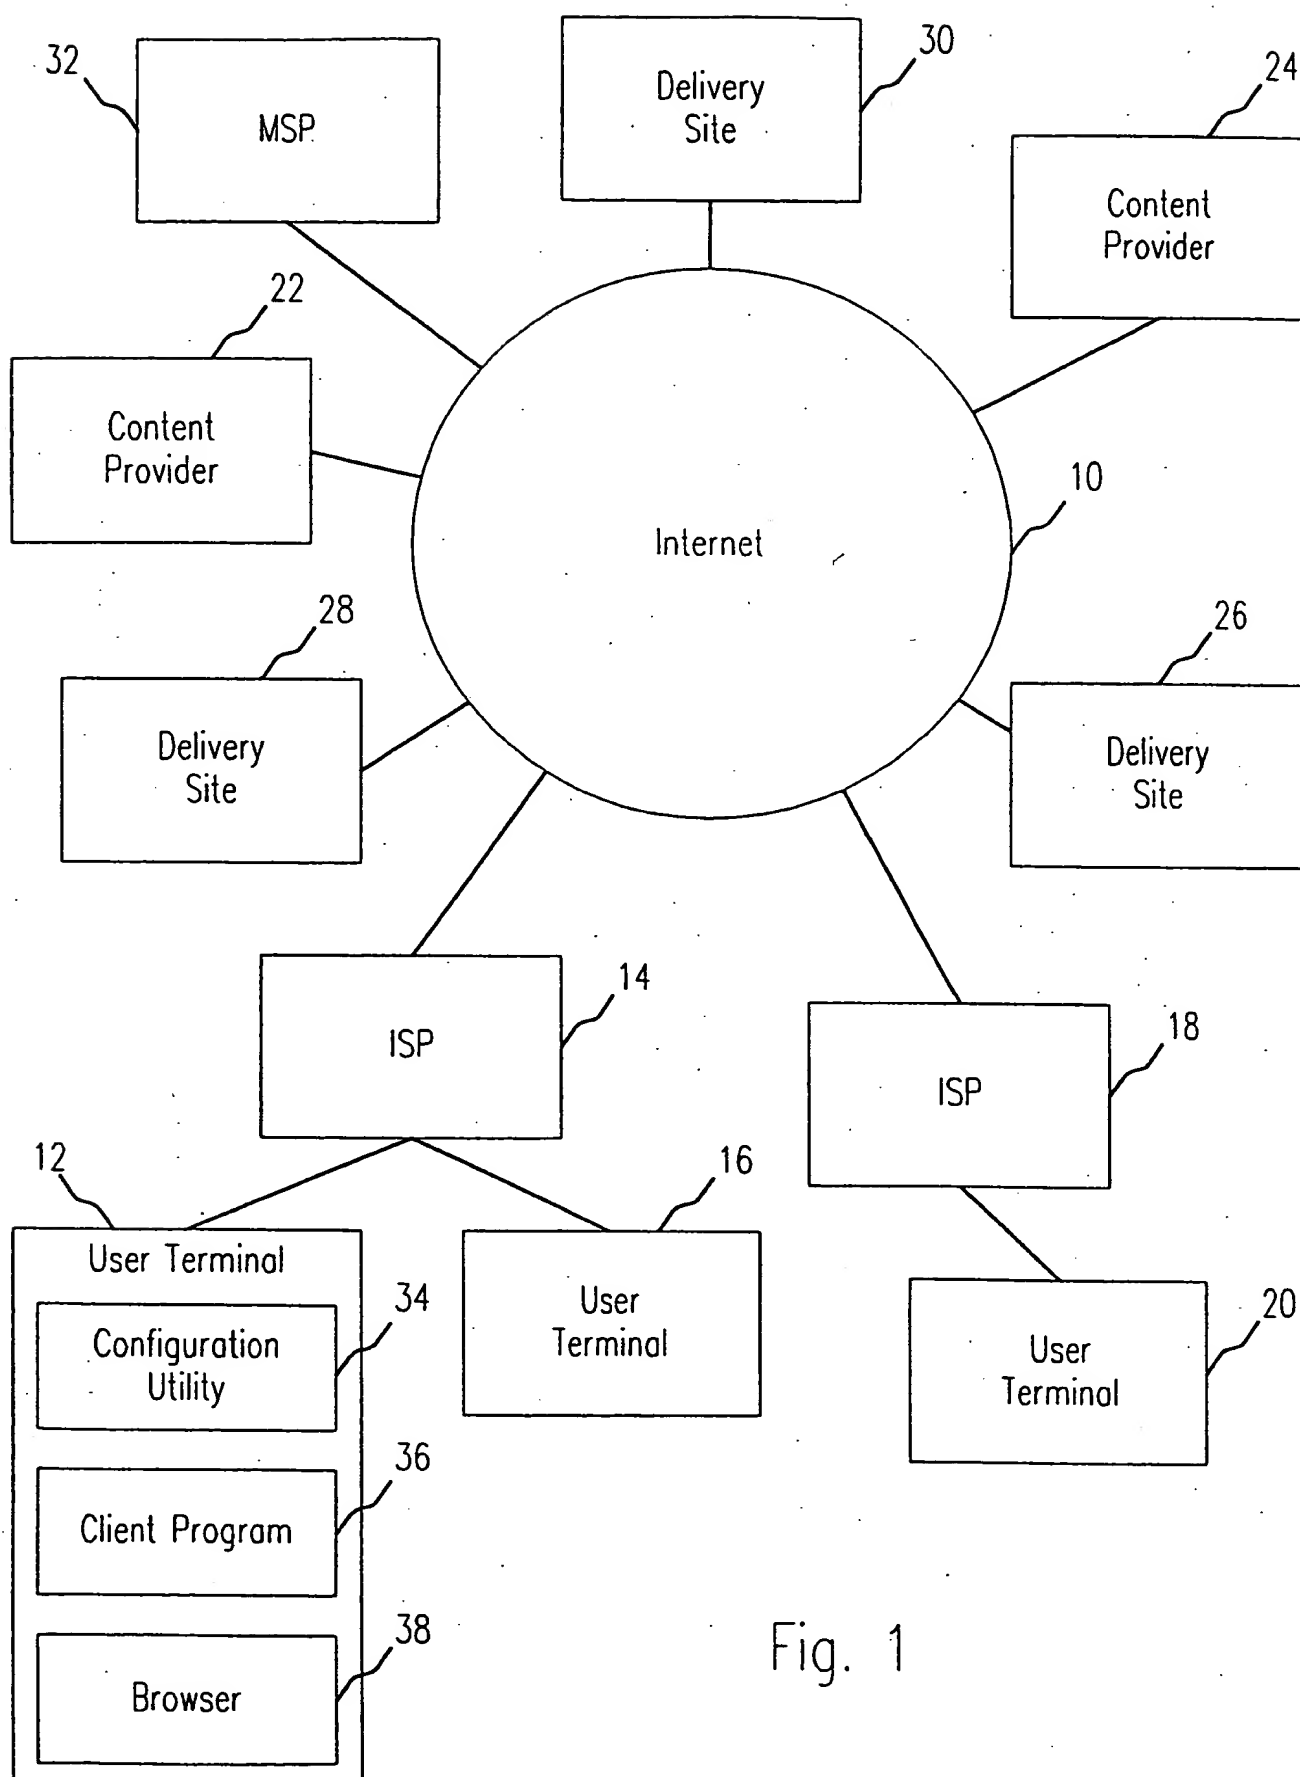 32
MSP
Delivery
Site
30
24
Content
Provider
22
Content
Provider
Internet
10
28
Delivery
Site
26
Delivery
Site
14
ISP
18
ISP
12
User Terminal
34
Configuration
Utility
36
Client Program
38
Browser
16
User
Terminal
20
User
Terminal
Fig. 1